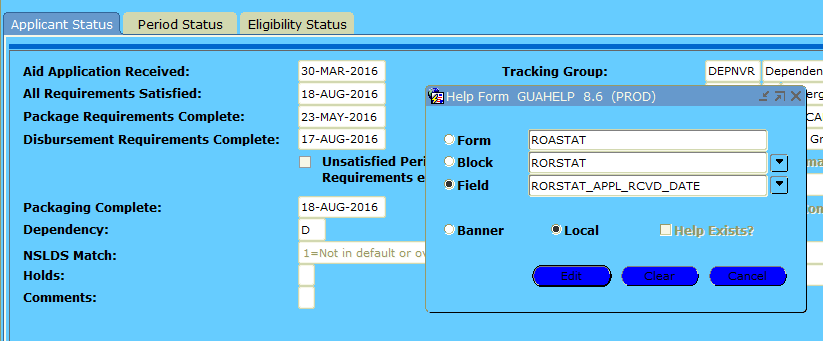 Applicant Status Period Status Eligibility Status
Aid Application Received: 30-MAR-2016 Tracking Group: DEPNVR Dependen
All Requirements Satisfied: 18-AUG-2016
Package Requirements Complete: 23-MAY-2016
Disbursement Requirements Complete: 17-AUG-2016
Unsatisfied Peri
Requirements e
Packaging Complete: 18-AUG-2016
Dependency: D
NSLDS Match: 1=Not in default or ov
Holds:
Comments:
Help Form GUAHELP 8.6 (PROD)
Form ROASTAT
Block RORSTAT
Field RORSTAT_APPL_RCVD_DATE
Banner Local Help Exists?
Edit Clear Cancel